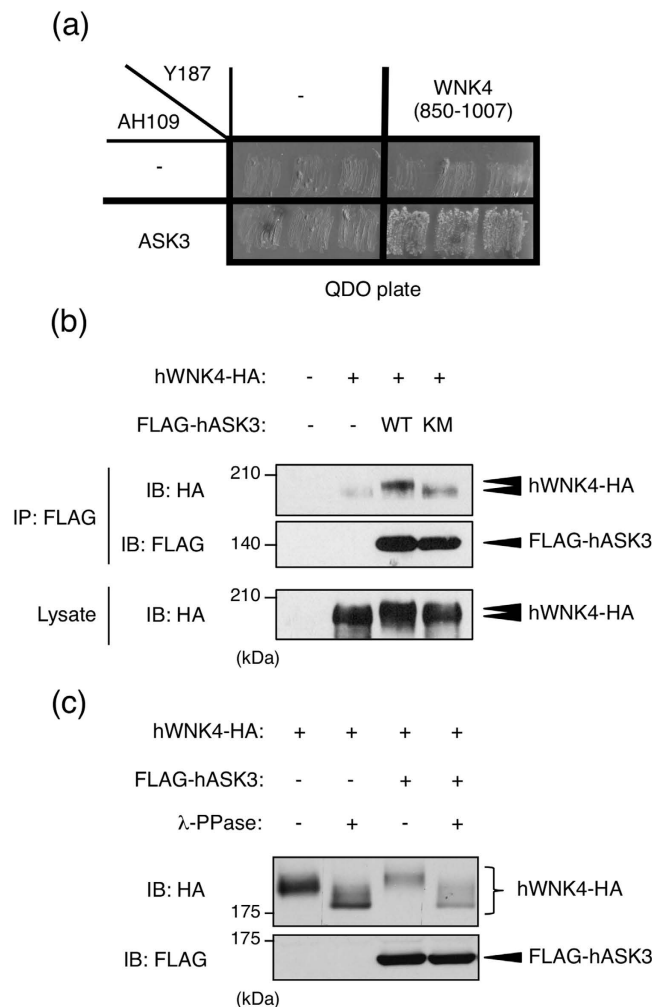 (a)
Y187
AH109
-
WNK4
(850-1007)
-
ASK3
QDO plate
(b)
hWNK4-HA: - + + +
FLAG-hASK3: - - WT KM
IP: FLAG
IB: HA
210
hWNK4-HA
IB: FLAG
140
FLAG-hASK3
Lysate
IB: HA
210
hWNK4-HA
(kDa)
(c)
hWNK4-HA: + + + +
FLAG-hASK3: - - + +
λ-PPase: - + - +
IB: HA
175
hWNK4-HA
IB: FLAG
175
FLAG-hASK3
(kDa)